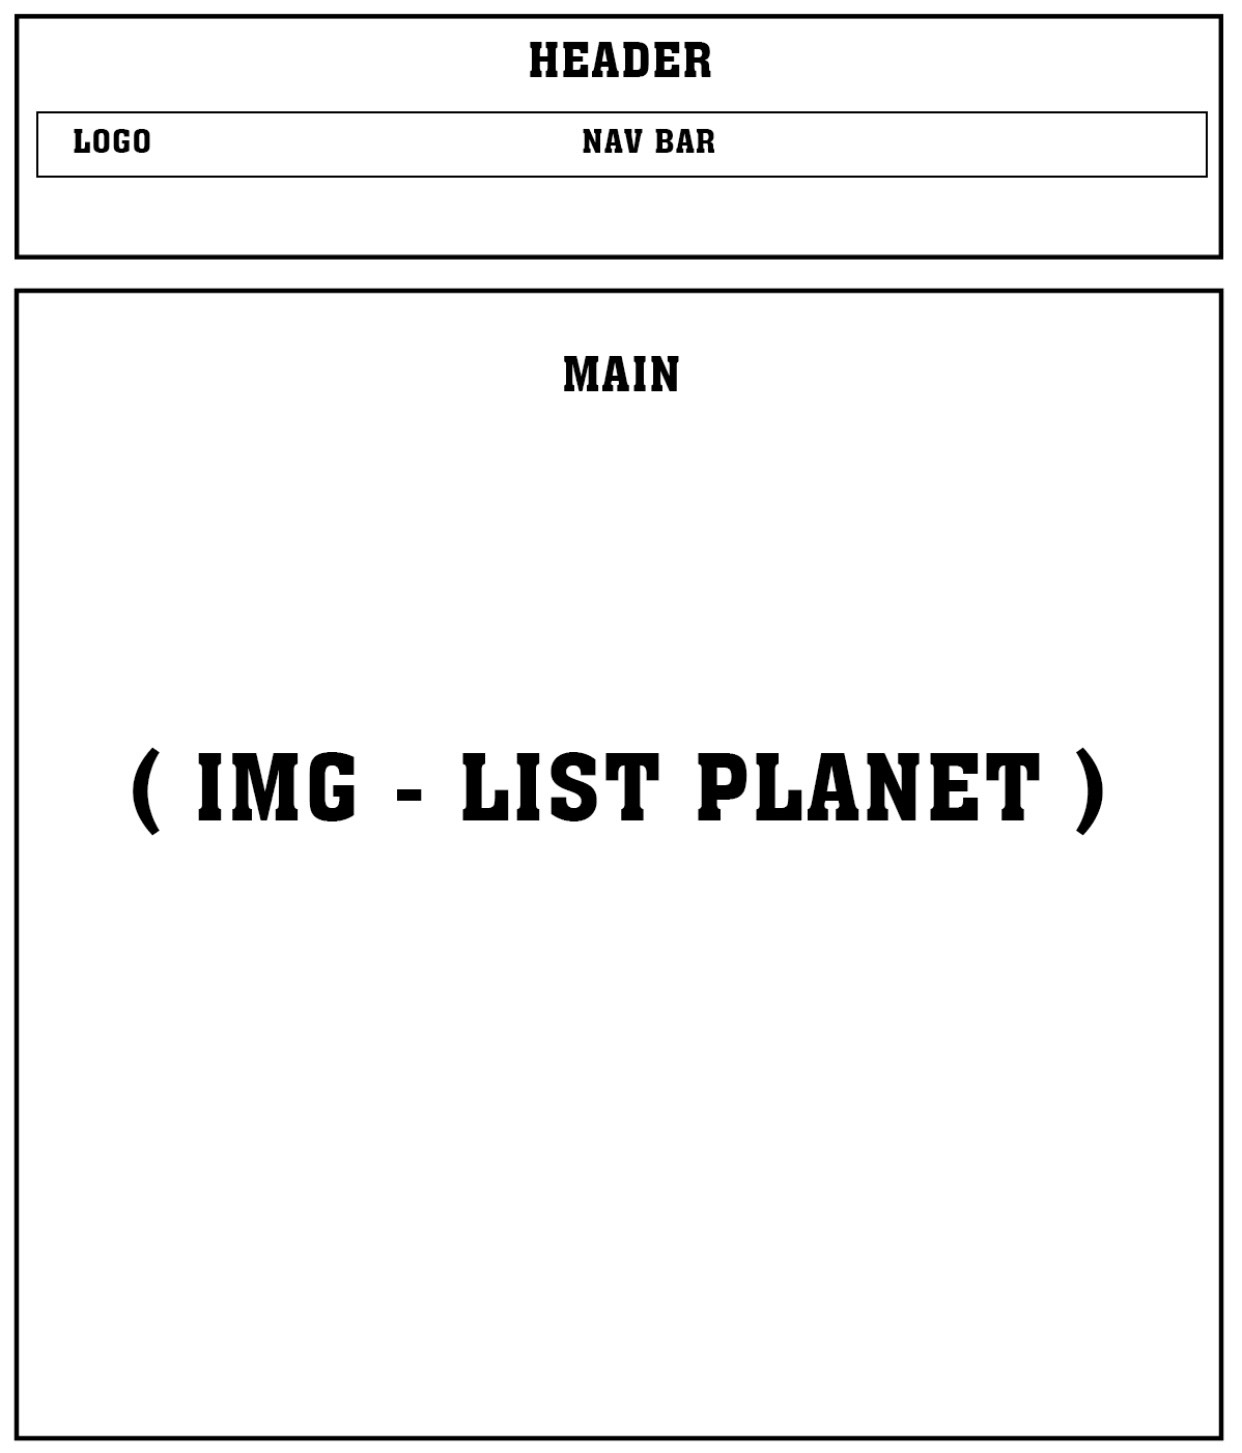 HEADER
LOGO
NAV BAR
MAIN
( IMG - LIST PLANET )